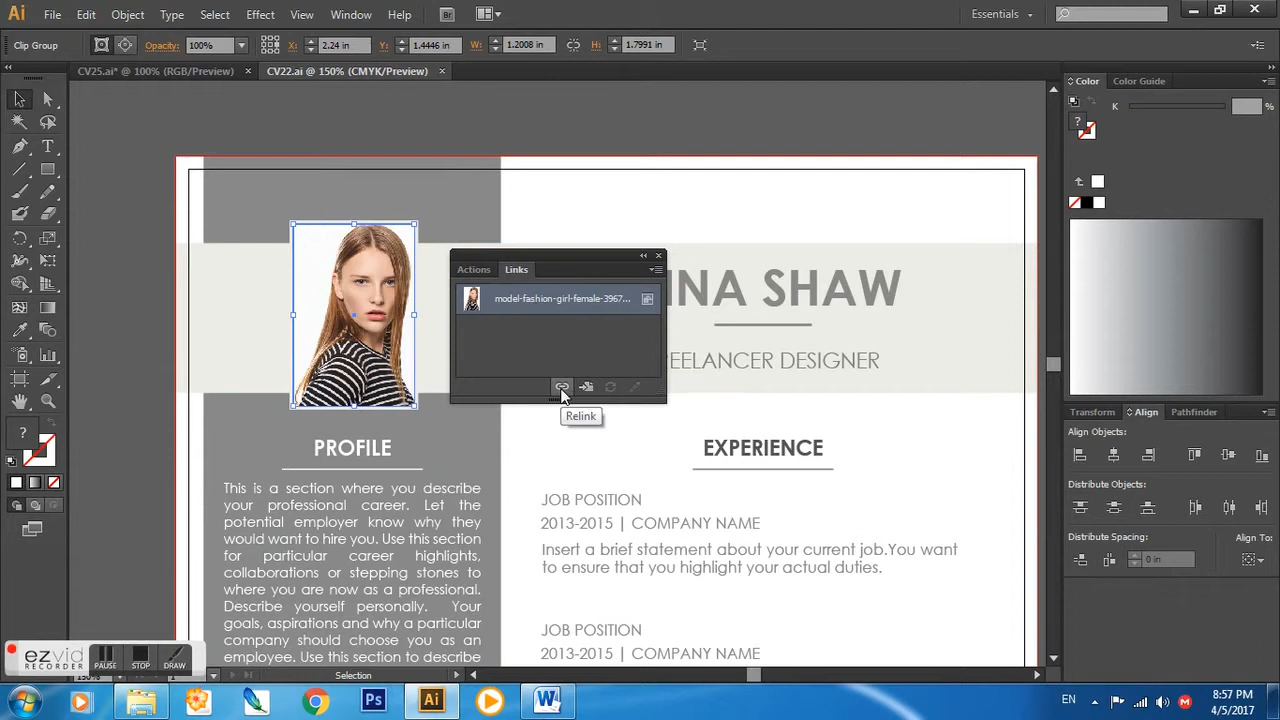 Ai File Edit Object Type Select Effect View Window Help Br Essentials
Clip Group Opacity: 100% X: 2.24 in Y: 1.4446 in W: 1.2008 in H: 1.7991 in
CV25.ai* @ 100% (RGB/Preview) × CV22.ai @ 150% (CMYK/Preview) ×
Color Color Guide
K %
?
Actions Links
model-fashion-girl-female-3967...
Relink
NA SHAW
EELANCER DESIGNER
PROFILE
This is a section where you describe
your professional career. Let the
potential employer know why they
would want to hire you. Use this section
for particular career highlights,
collaborations or stepping stones to
where you are now as a professional.
Describe yourself personally. Your
goals, aspirations and why a particular
company should choose you as an
employee. Use this section to describe
EXPERIENCE
JOB POSITION
2013-2015 | COMPANY NAME
Insert a brief statement about your current job.You want
to ensure that you highlight your actual duties.
JOB POSITION
2013-2015 | COMPANY NAME
Transform Align Pathfinder
Align Objects:
Distribute Objects:
Distribute Spacing: Align To:
0 in
?
ezvid
RECORDER
PAUSE STOP DRAW
150% 1 Selection
Ps Ai W
EN 8:57 PM
4/5/2017